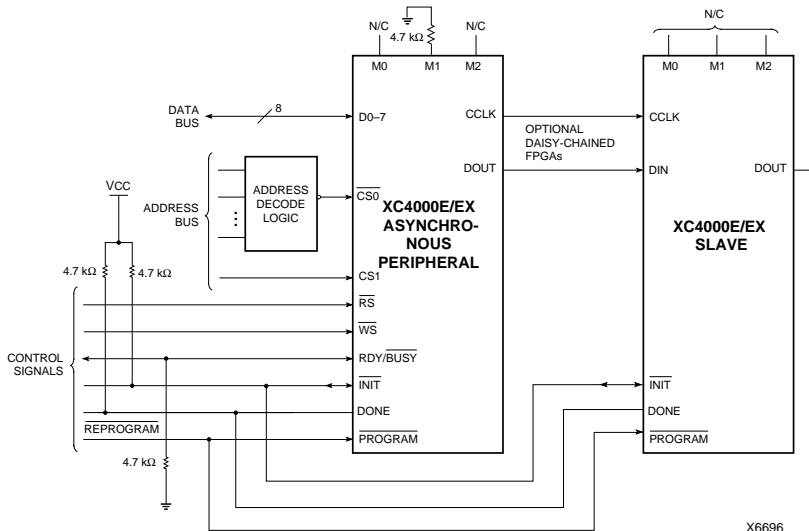 N/C
4.7 kΩ
N/C
N/C
M0
M1
M2
M0
M1
M2
DATA
BUS
8
D0–7
CCLK
OPTIONAL
DAISY-CHAINED
FPGAs
CCLK
DOUT
DIN
DOUT
VCC
ADDRESS
BUS
ADDRESS
DECODE
LOGIC
CS0
XC4000E/EX
ASYNCHRO-
NOUS
PERIPHERAL
XC4000E/EX
SLAVE
4.7 kΩ
4.7 kΩ
CS1
RS
WS
CONTROL
SIGNALS
RDY/BUSY
INIT
INIT
DONE
DONE
REPROGRAM
PROGRAM
PROGRAM
4.7 kΩ
X6696